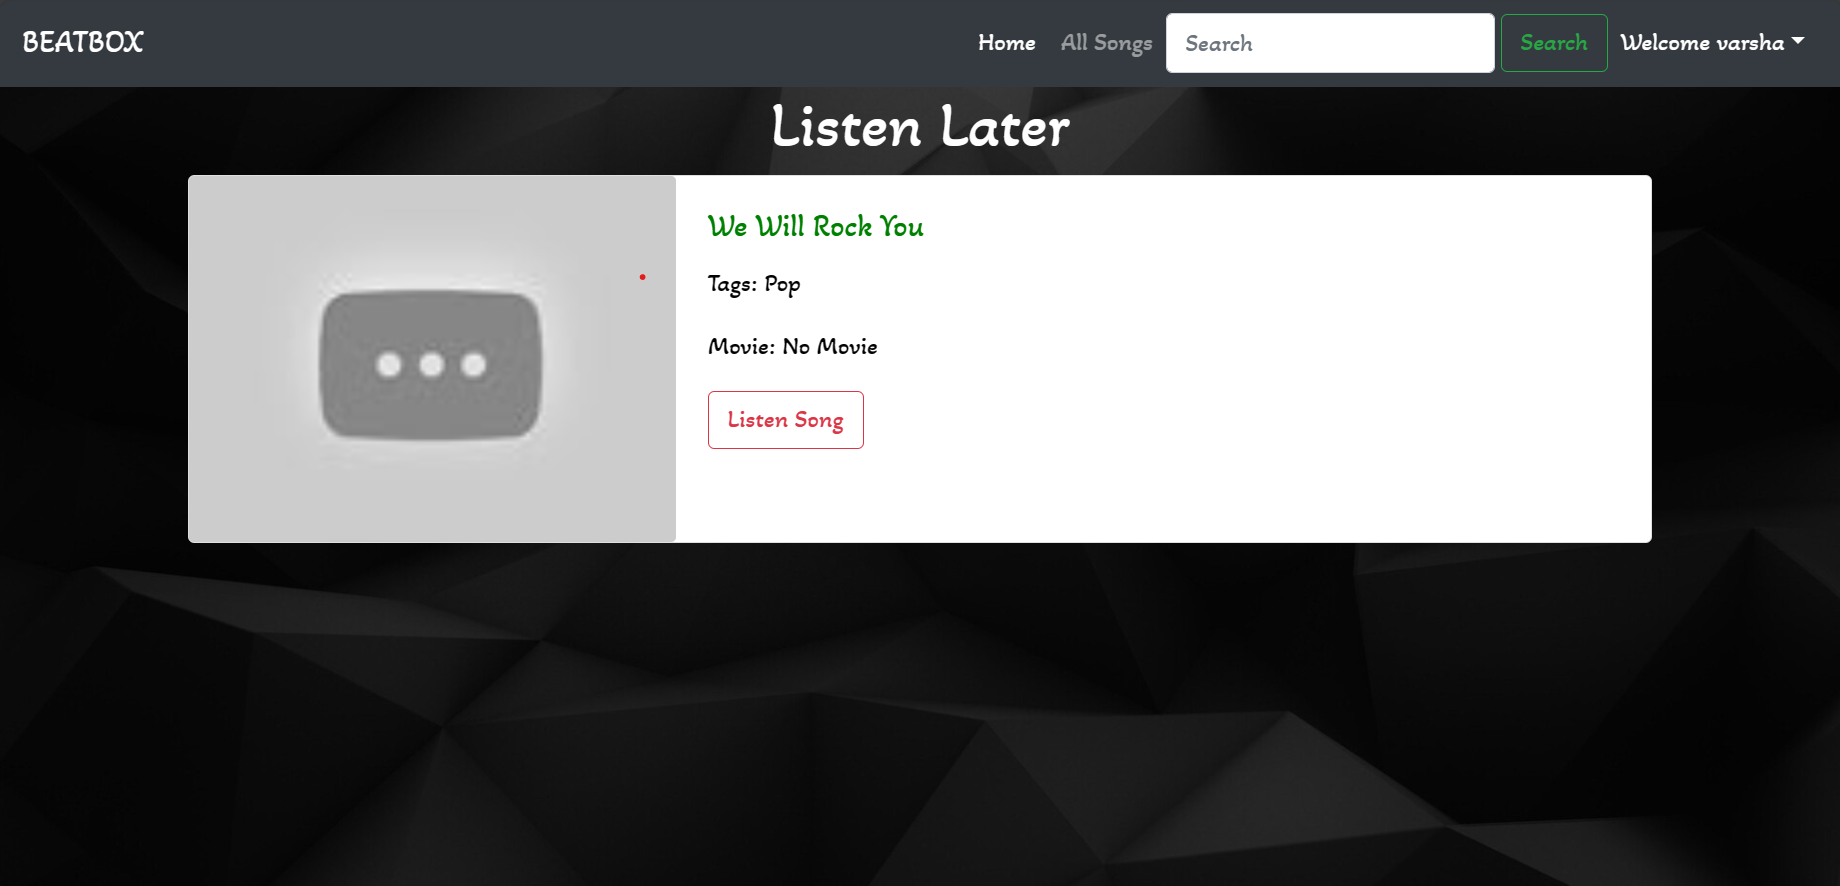 BEATBOX
Home All Songs Search Search Welcome varsha
Listen Later
We Will Rock You
Tags: Pop
Movie: No Movie
Listen Song